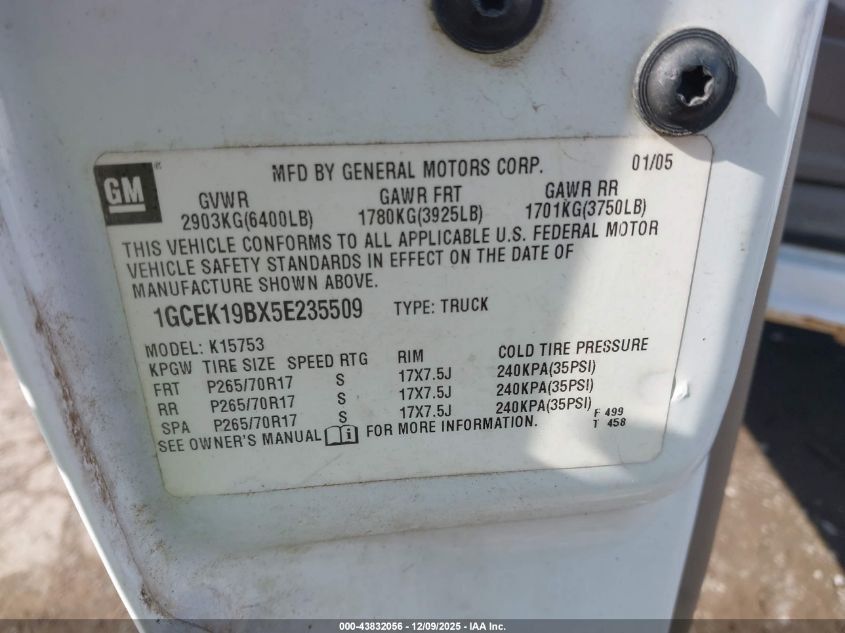 GM
MFD BY GENERAL MOTORS CORP. 01/05
GVWR GAWR FRT GAWR RR
2903KG(6400LB) 1780KG(3925LB) 1701KG(3750LB)
THIS VEHICLE CONFORMS TO ALL APPLICABLE U.S. FEDERAL MOTOR
VEHICLE SAFETY STANDARDS IN EFFECT ON THE DATE OF
MANUFACTURE SHOWN ABOVE.
1GCEK19BX5E235509 TYPE: TRUCK
MODEL: K15753
KPGW TIRE SIZE SPEED RTG RIM COLD TIRE PRESSURE
FRT P265/70R17 S 17X7.5J 240KPA(35PSI)
RR P265/70R17 S 17X7.5J 240KPA(35PSI)
SPA P265/70R17 S 17X7.5J 240KPA(35PSI)
SEE OWNER'S MANUAL FOR MORE INFORMATION.
F 499
T 458
000-43832056 - 12/09/2025 - IAA Inc.